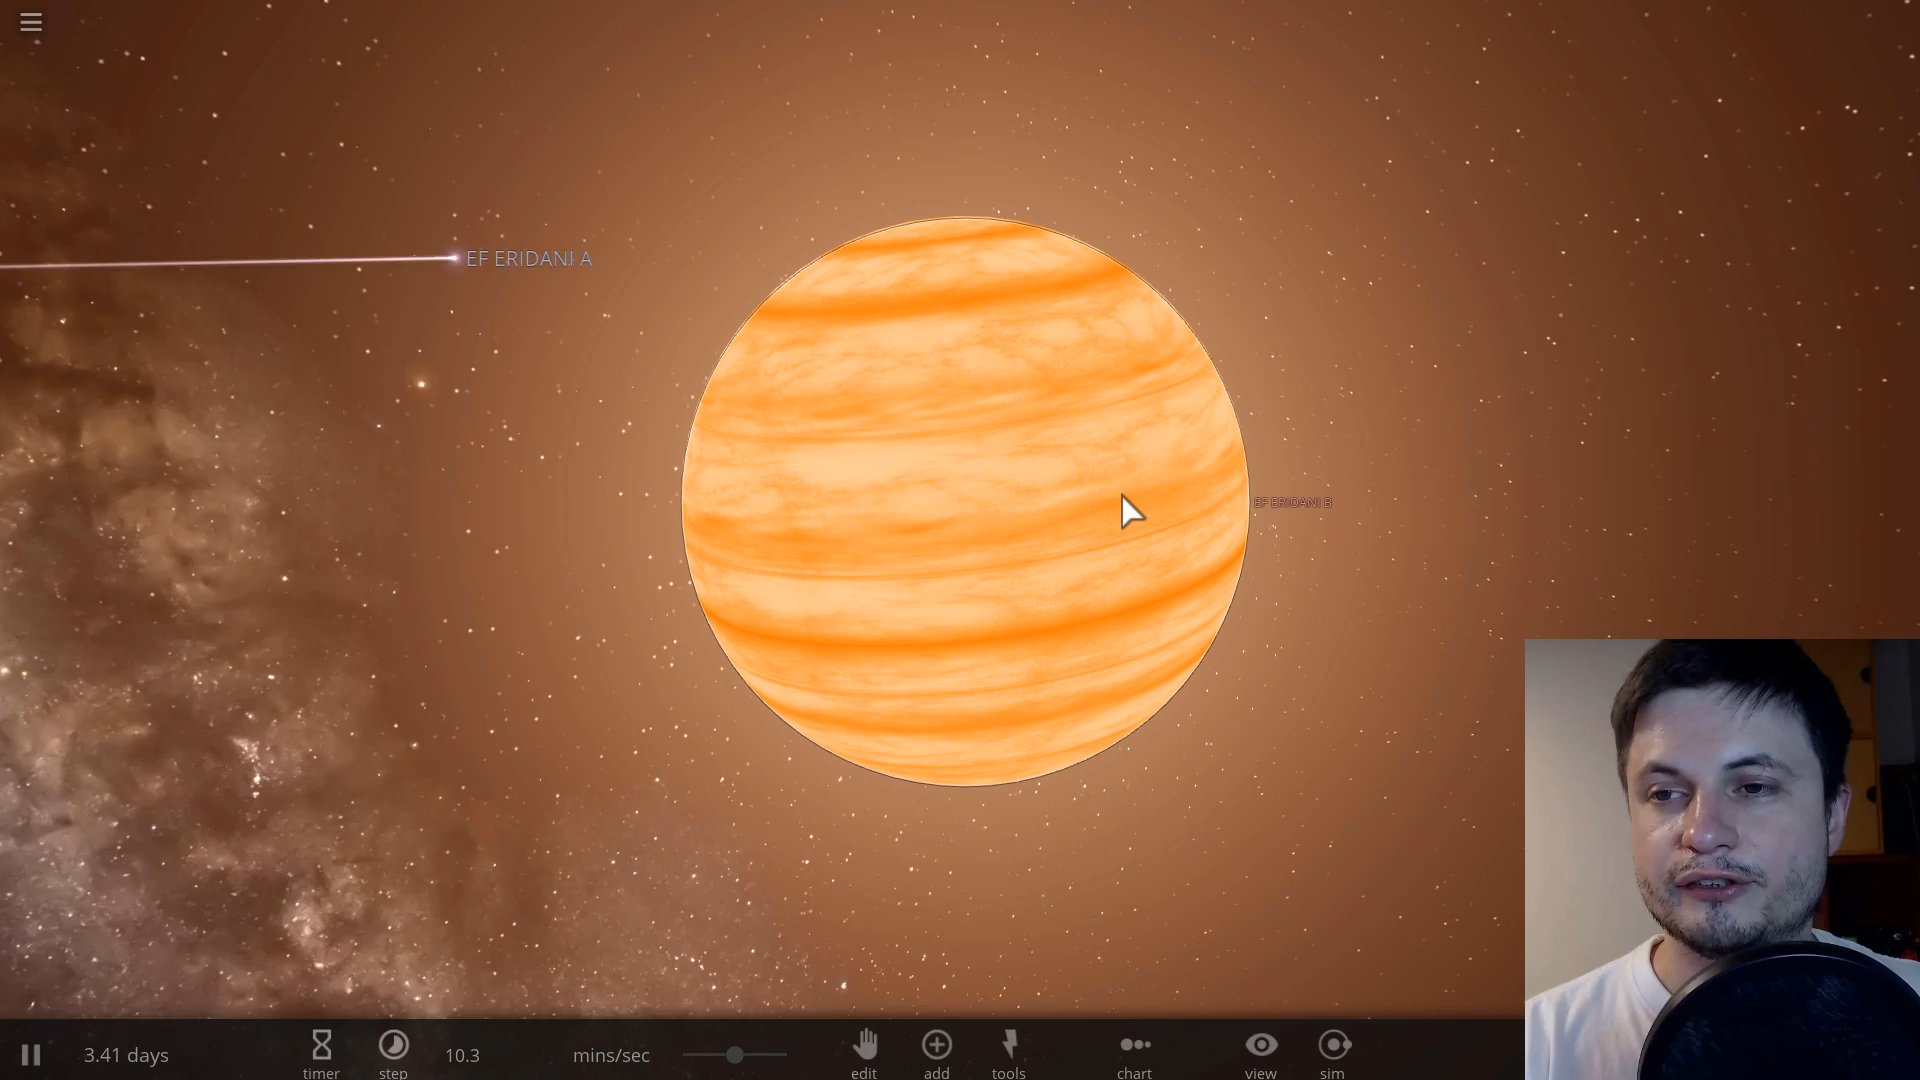 EF ERIDANI A
EF ERIDANI B
3.41 days
timer
step
10.3
mins/sec
edit
add
tools
chart
view
sim